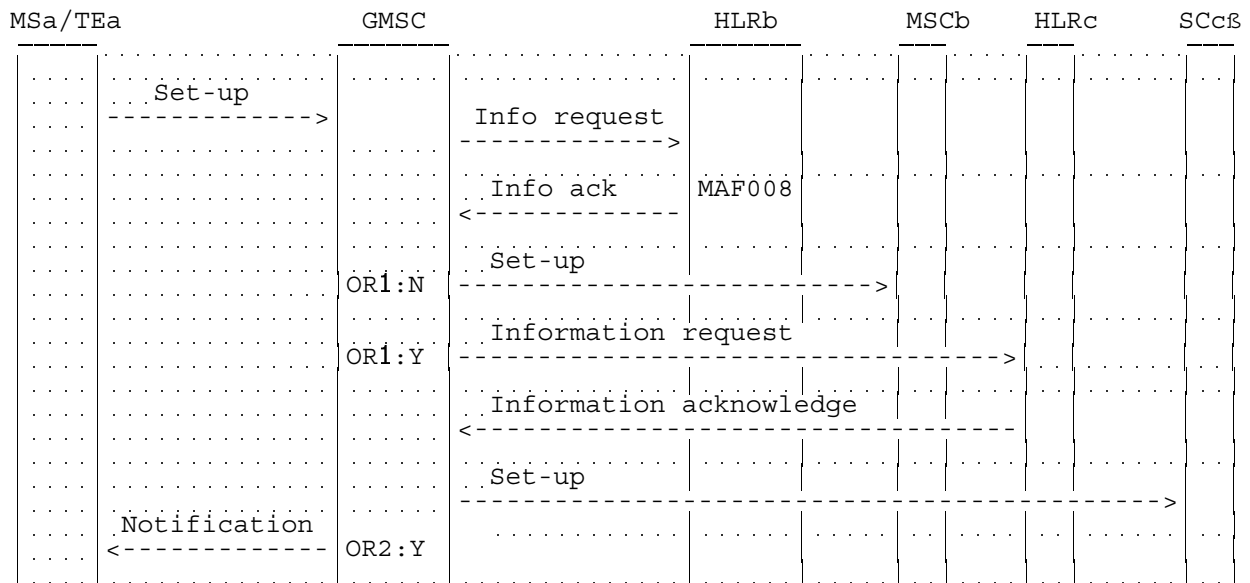 MSa/TEa GMSC HLRb MSCb HLRc SCcß
Set-up
Info request
Info ack MAF008
Set-up
OR1:N
Information request
OR1:Y
Information acknowledge
Set-up
Notification
OR2:Y